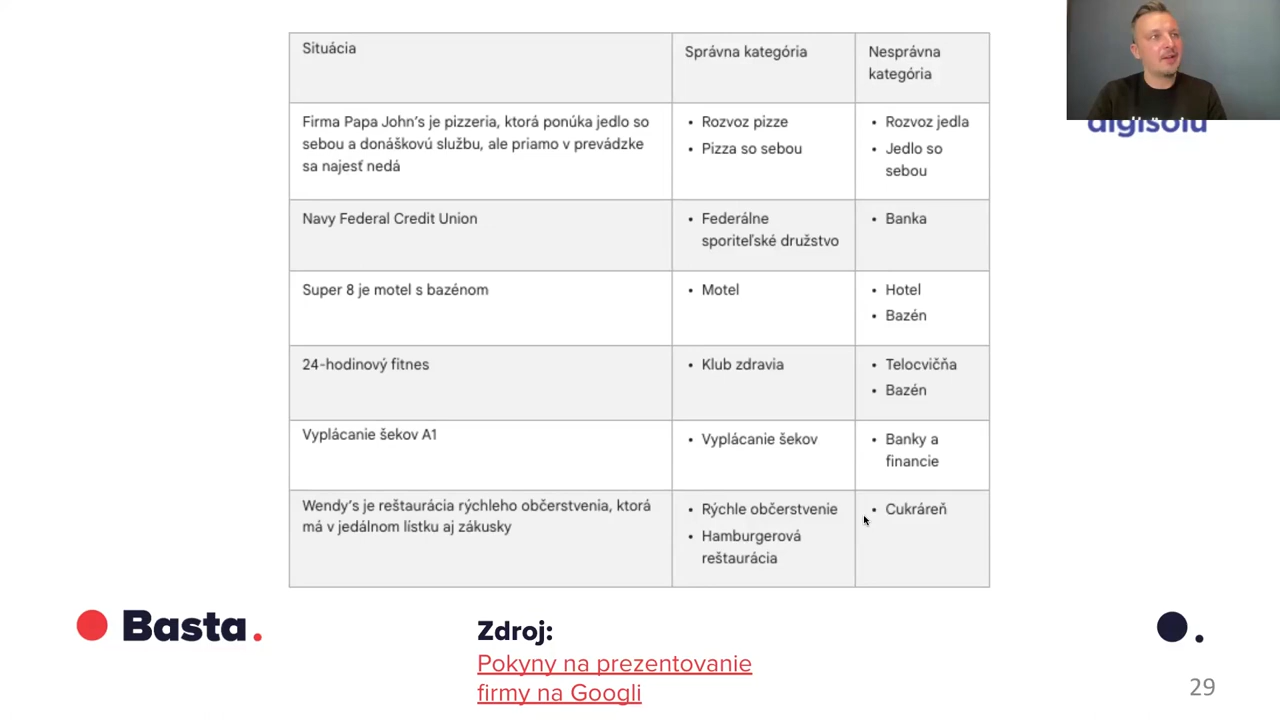 Situácia
Správna kategória
Nesprávna
kategória
Firma Papa John’s je pizzeria, ktorá ponúka jedlo so
sebou a donáškovú službu, ale priamo v prevádzke
sa najesť nedá
• Rozvoz pizze
• Pizza so sebou
• Rozvoz jedla
• Jedlo so
sebou
Navy Federal Credit Union
• Federálne
sporiteľské družstvo
• Banka
Super 8 je motel s bazénom
• Motel
• Hotel
• Bazén
24-hodinový fitnes
• Klub zdravia
• Telocvičňa
• Bazén
Vyplácanie šekov A1
• Vyplácanie šekov
• Banky a
financie
Wendy’s je reštaurácia rýchleho občerstvenia, ktorá
má v jedálnom lístku aj zákusky
• Rýchle občerstvenie
• Hamburgerová
reštaurácia
• Cukráreň
Basta.
Zdroj:
Pokyny na prezentovanie
firmy na Googli
29